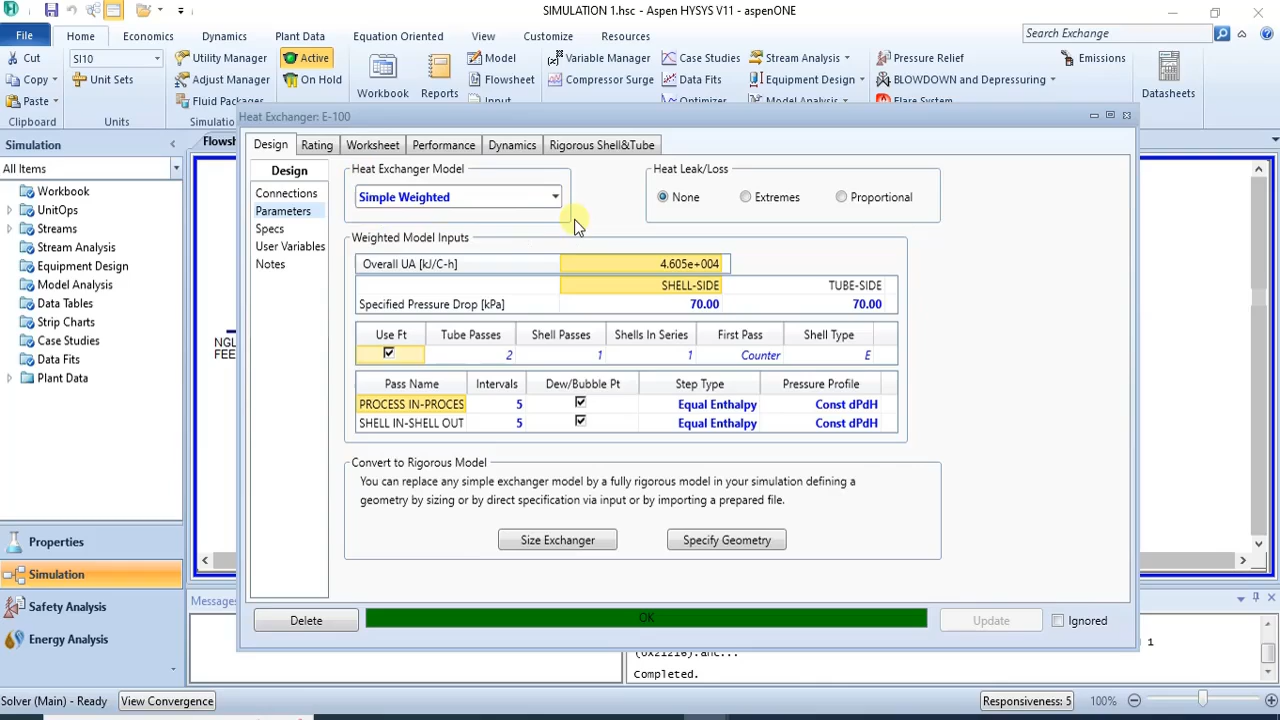 SIMULATION 1.hsc - Aspen HYSYS V11 - aspenONE
File Home Economics Dynamics Plant Data Equation Oriented View Customize Resources Search Exchange
Cut SI10 Utility Manager Active Model Variable Manager Case Studies Stream Analysis Pressure Relief Emissions
Copy Unit Sets Adjust Manager On Hold Flowsheet Compressor Surge Data Fits Equipment Design BLOWDOWN and Depressuring
Paste Fluid Packages Workbook Reports Input Optimizer Model Analysis Flare System Datasheets
Clipboard Units
Heat Exchanger: E-100
Simulation
All Items
Workbook
UnitOps
Streams
Stream Analysis
Equipment Design
Model Analysis
Data Tables
Strip Charts
Case Studies
Data Fits
Plant Data
Properties
Simulation
Safety Analysis
Energy Analysis
NGL
FEE
Design Rating Worksheet Performance Dynamics Rigorous Shell&Tube
Design
Connections
Parameters
Specs
User Variables
Notes
Heat Exchanger Model
Simple Weighted
Heat Leak/Loss
None Extremes Proportional
Weighted Model Inputs
Overall UA [kJ/C-h] 4.605e+004
SHELL-SIDE TUBE-SIDE
Specified Pressure Drop [kPa] 70.00 70.00
Use Ft Tube Passes Shell Passes Shells In Series First Pass Shell Type
2 1 1 Counter E
Pass Name Intervals Dew/Bubble Pt Step Type Pressure Profile
PROCESS IN-PROCES 5 Equal Enthalpy Const dPdH
SHELL IN-SHELL OUT 5 Equal Enthalpy Const dPdH
Convert to Rigorous Model
You can replace any simple exchanger model by a fully rigorous model in your simulation defining a
geometry by sizing or by direct specification via input or by importing a prepared file.
Size Exchanger Specify Geometry
Delete OK Update Ignored
Messages
1
Completed.
Solver (Main) - Ready View Convergence Responsiveness: 5 100%